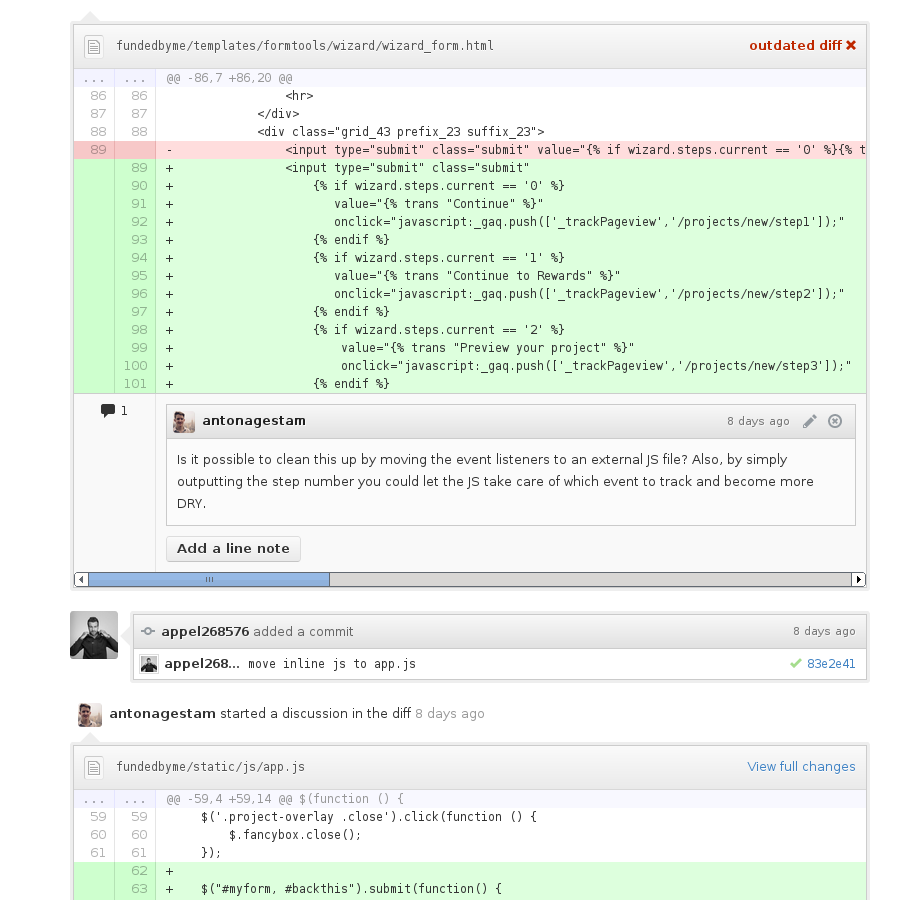 fundedbyme/templates/formtools/wizard/wizard_form.html outdated diff ✖
... ... @@ -86,7 +86,20 @@
86 86 <hr>
87 87 </div>
88 88 <div class="grid_43 prefix_23 suffix_23">
89 - <input type="submit" class="submit" value="{% if wizard.steps.current == '0' %}{% t
89 + <input type="submit" class="submit"
90 + {% if wizard.steps.current == '0' %}
91 + value="{% trans "Continue" %}"
92 + onclick="javascript:_gaq.push(['_trackPageview','/projects/new/step1']);"
93 + {% endif %}
94 + {% if wizard.steps.current == '1' %}
95 + value="{% trans "Continue to Rewards" %}"
96 + onclick="javascript:_gaq.push(['_trackPageview','/projects/new/step2']);"
97 + {% endif %}
98 + {% if wizard.steps.current == '2' %}
99 + value="{% trans "Preview your project" %}"
100 + onclick="javascript:_gaq.push(['_trackPageview','/projects/new/step3']);"
101 + {% endif %}
1 antonagestam 8 days ago
Is it possible to clean this up by moving the event listeners to an external JS file? Also, by simply
outputting the step number you could let the JS take care of which event to track and become more
DRY.
Add a line note
appel268576 added a commit 8 days ago
appel268... move inline js to app.js 83e2e41
antonagestam started a discussion in the diff 8 days ago
fundedbyme/static/js/app.js View full changes
... ... @@ -59,4 +59,14 @@ $(function () {
59 59 $('.project-overlay .close').click(function () {
60 60 $.fancybox.close();
61 61 });
62 +
63 + $("#myform, #backthis").submit(function() {